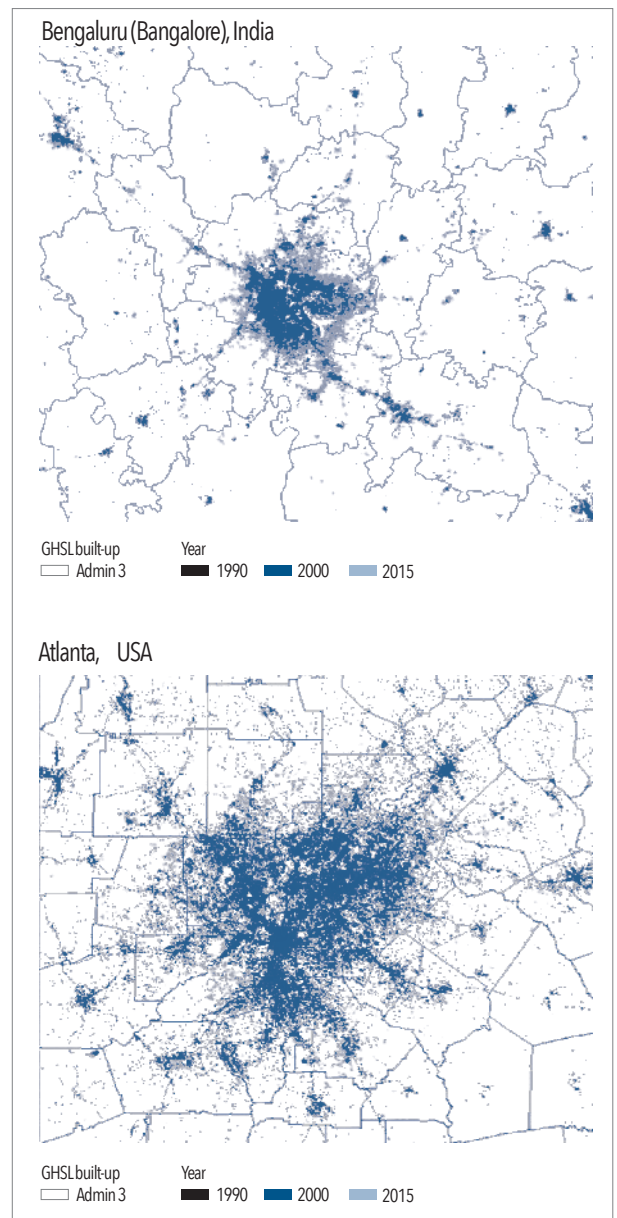 Bengaluru (Bangalore), India
GHSL built-up Year
Admin 3 1990 2000 2015
Atlanta, USA
GHSL built-up Year
Admin 3 1990 2000 2015